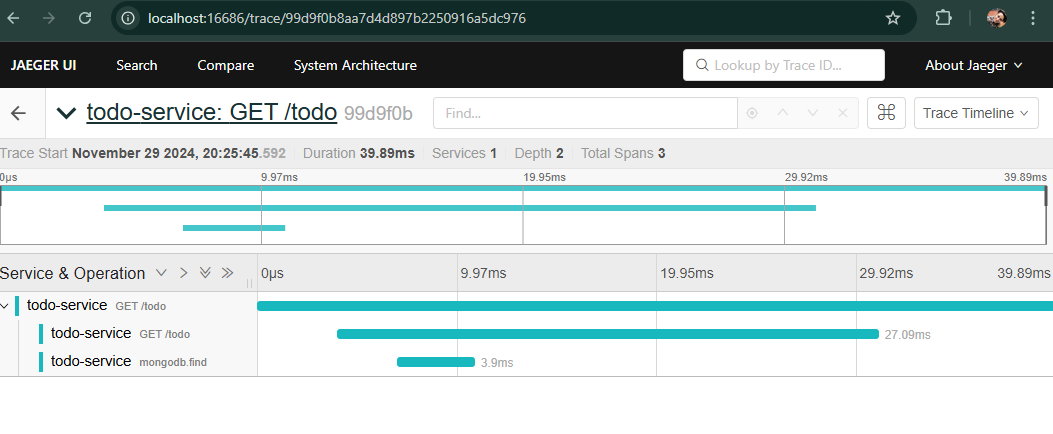 localhost:16686/trace/99d9f0b8aa7d4d897b2250916a5dc976
JAEGER UI Search Compare System Architecture Lookup by Trace ID... About Jaeger
todo-service: GET /todo 99d9f0b Find... Trace Timeline
Trace Start November 29 2024, 20:25:45.592 Duration 39.89ms Services 1 Depth 2 Total Spans 3
0μs 9.97ms 19.95ms 29.92ms 39.89ms
Service & Operation 0μs 9.97ms 19.95ms 29.92ms 39.89ms
todo-service GET /todo
todo-service GET /todo 27.09ms
todo-service mongodb.find 3.9ms